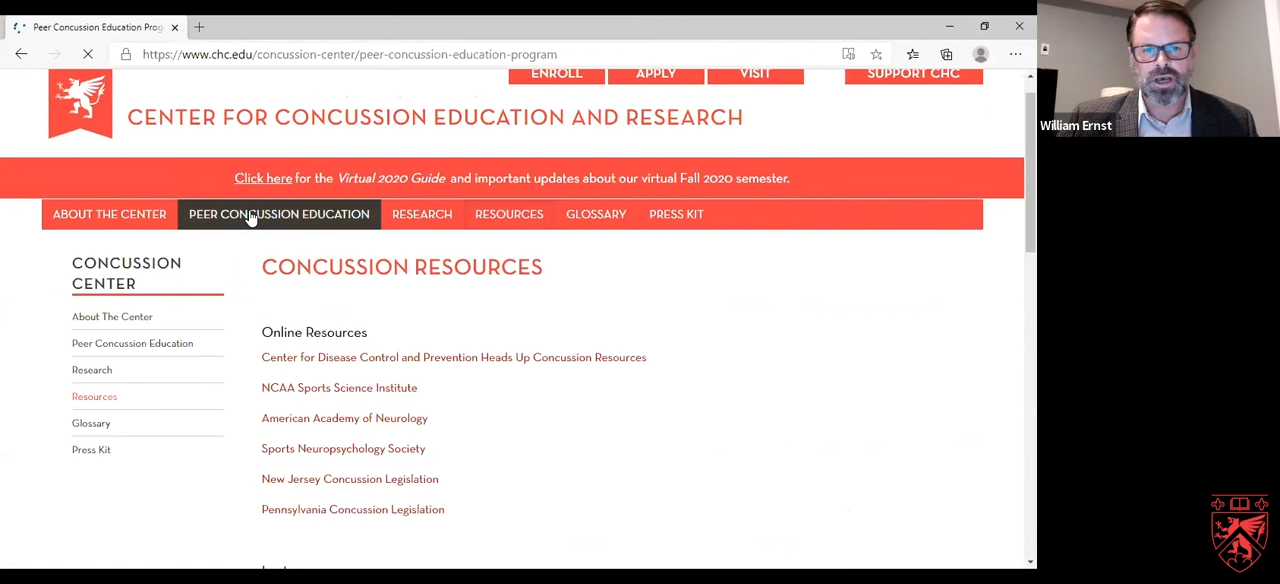 Peer Concussion Education Prog
https://www.chc.edu/concussion-center/peer-concussion-education-program
ENROLL
APPLY
VISIT
SUPPORT CHC
CENTER FOR CONCUSSION EDUCATION AND RESEARCH
William Ernst
Click here for the Virtual 2020 Guide and important updates about our virtual Fall 2020 semester.
ABOUT THE CENTER
PEER CONCUSSION EDUCATION
RESEARCH
RESOURCES
GLOSSARY
PRESS KIT
CONCUSSION
CENTER
About The Center
Peer Concussion Education
Research
Resources
Glossary
Press Kit
CONCUSSION RESOURCES
Online Resources
Center for Disease Control and Prevention Heads Up Concussion Resources
NCAA Sports Science Institute
American Academy of Neurology
Sports Neuropsychology Society
New Jersey Concussion Legislation
Pennsylvania Concussion Legislation